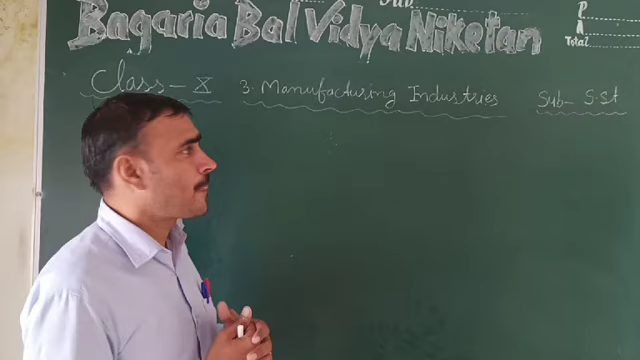 Sub
Bagaria Bal Vidya Niketan
P
A
Total
Class - X
3. Manufacturing Industries
Sub - S.St